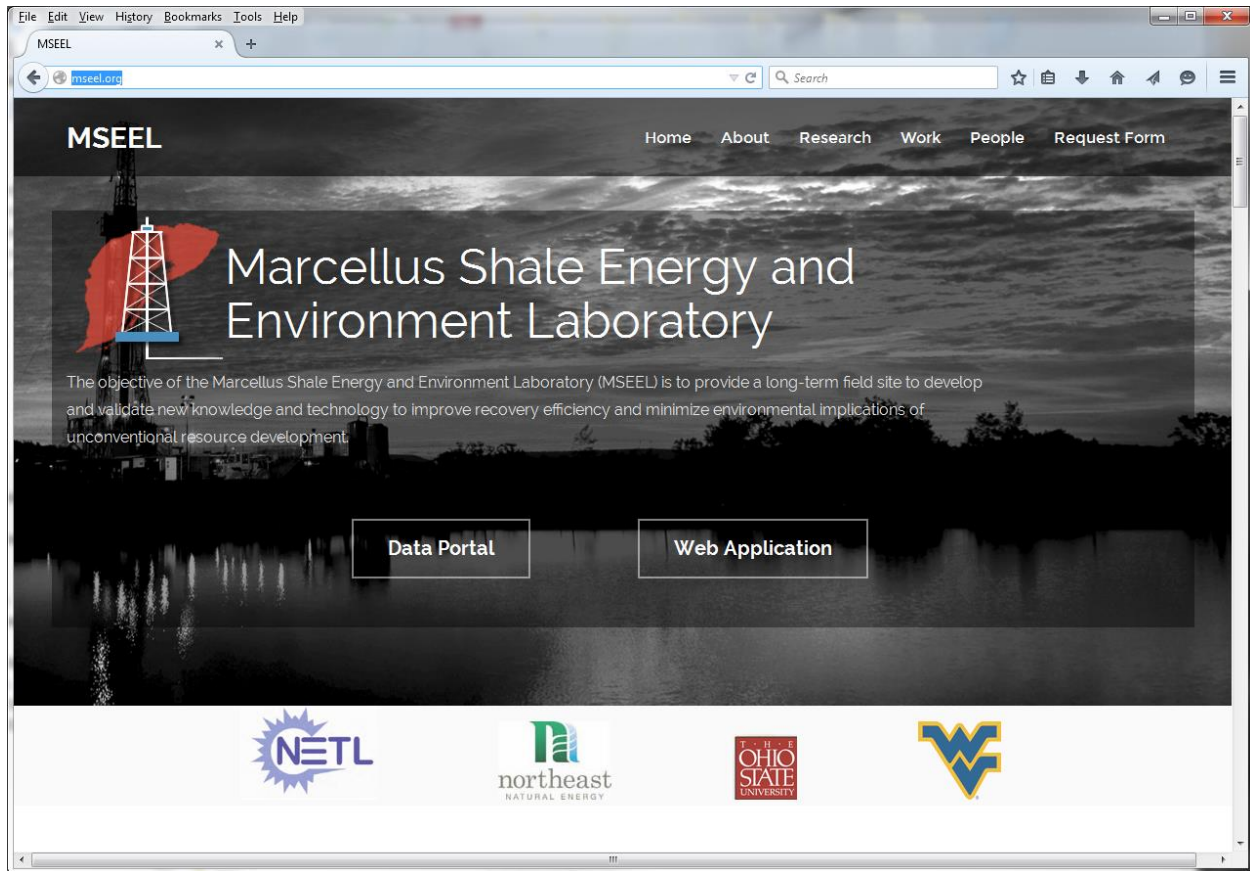 File Edit View History Bookmarks Tools Help
MSEEL
mseel.org
Search
MSEEL
Home About Research Work People Request Form
Marcellus Shale Energy and
Environment Laboratory
The objective of the Marcellus Shale Energy and Environment Laboratory (MSEEL) is to provide a long-term field site to develop
and validate new knowledge and technology to improve recovery efficiency and minimize environmental implications of
unconventional resource development.
Data Portal Web Application
NETL
northeast
NATURAL ENERGY
T·H·E
OHIO
STATE
UNIVERSITY
WV